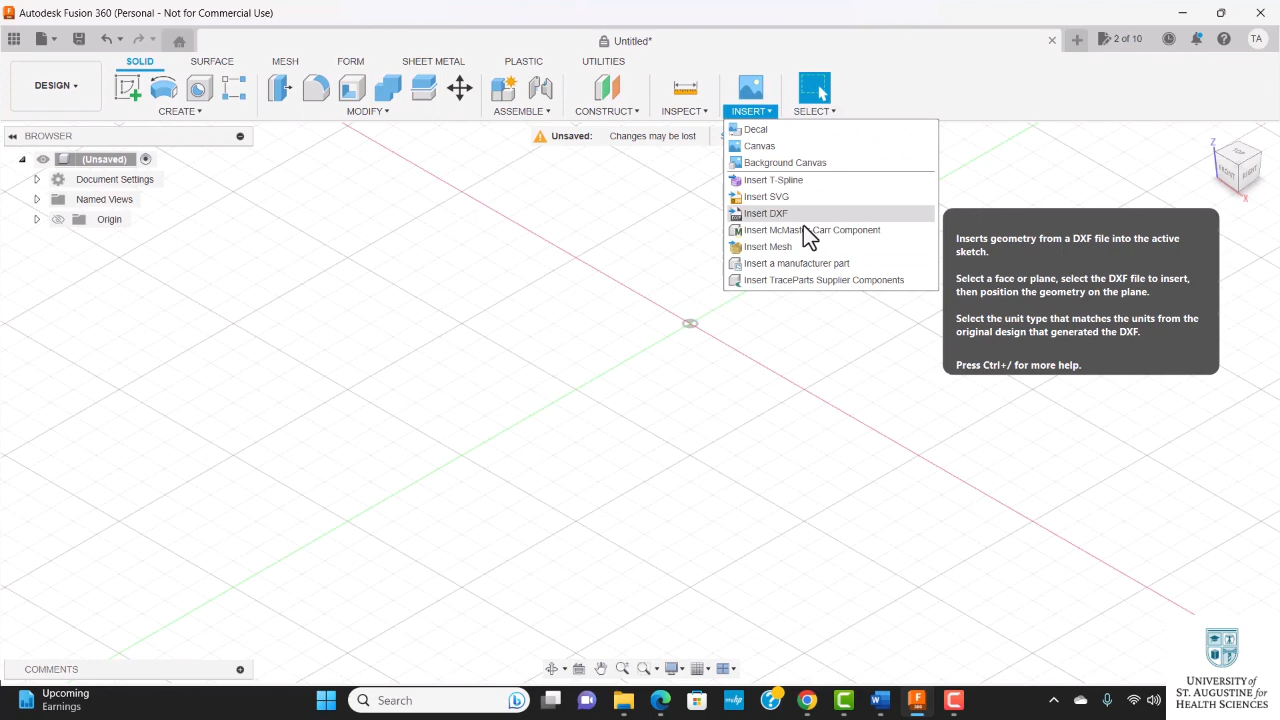 Autodesk Fusion 360 (Personal - Not for Commercial Use)
Untitled*
2 of 10
TA
DESIGN
SOLID
SURFACE
MESH
FORM
SHEET METAL
PLASTIC
UTILITIES
CREATE
MODIFY
ASSEMBLE
CONSTRUCT
INSPECT
INSERT
SELECT
BROWSER
Unsaved: Changes may be lost
(Unsaved)
Document Settings
Named Views
Origin
Decal
Canvas
Background Canvas
Insert T-Spline
Insert SVG
Insert DXF
Insert McMaster-Carr Component
Insert Mesh
Insert a manufacturer part
Insert TraceParts Supplier Components
Inserts geometry from a DXF file into the active
sketch.
Select a face or plane, select the DXF file to insert,
then position the geometry on the plane.
Select the unit type that matches the units from the
original design that generated the DXF.
Press Ctrl+/ for more help.
Z
TOP
FRONT
RIGHT
X
COMMENTS
Upcoming
Earnings
Search
UNIVERSITY OF
ST. AUGUSTINE FOR
HEALTH SCIENCES